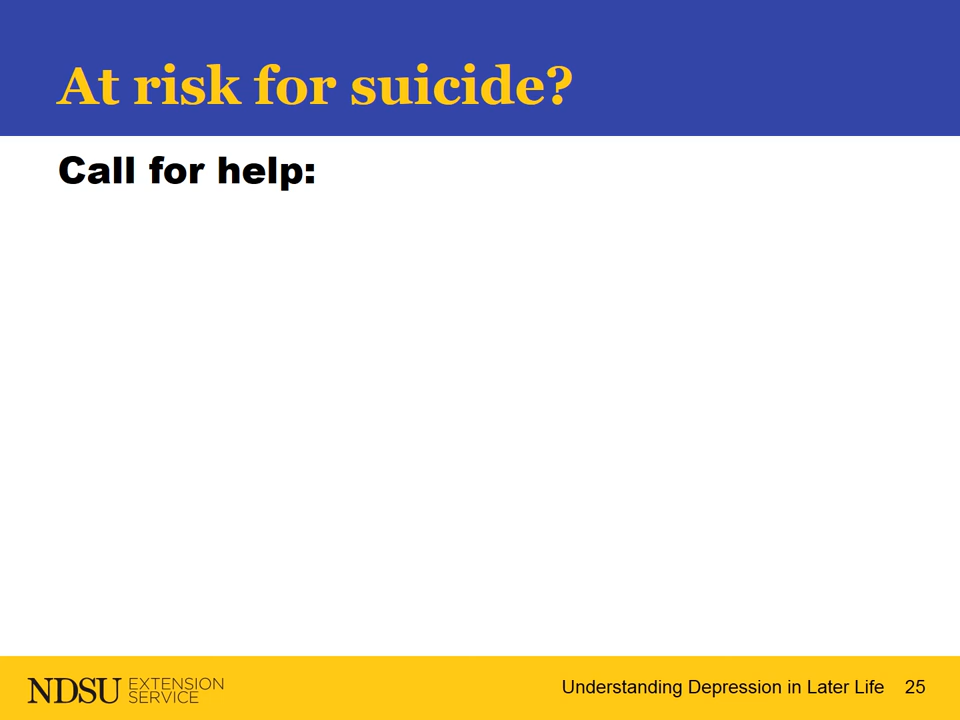 At risk for suicide?
Call for help:
NDSU EXTENSION
SERVICE
Understanding Depression in Later Life 25